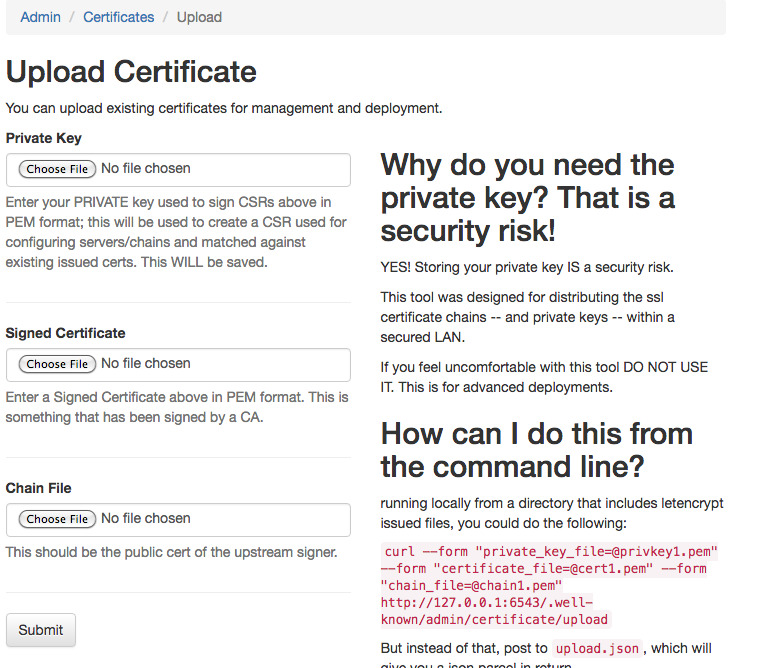 Admin / Certificates / Upload
Upload Certificate
You can upload existing certificates for management and deployment.
Private Key
Choose File No file chosen
Enter your PRIVATE key used to sign CSRs above in
PEM format; this will be used to create a CSR used for
configuring servers/chains and matched against
existing issued certs. This WILL be saved.
Signed Certificate
Choose File No file chosen
Enter a Signed Certificate above in PEM format. This is
something that has been signed by a CA.
Chain File
Choose File No file chosen
This should be the public cert of the upstream signer.
Submit
Why do you need the
private key? That is a
security risk!
YES! Storing your private key IS a security risk.
This tool was designed for distributing the ssl
certificate chains -- and private keys -- within a
secured LAN.
If you feel uncomfortable with this tool DO NOT USE
IT. This is for advanced deployments.
How can I do this from
the command line?
running locally from a directory that includes letencrypt
issued files, you could do the following:
curl --form "private_key_file=@privkey1.pem"
--form "certificate_file=@cert1.pem" --form
"chain_file=@chain1.pem"
http://127.0.0.1:6543/.well-
known/admin/certificate/upload
But instead of that, post to upload.json , which will
give you a json parcel in return